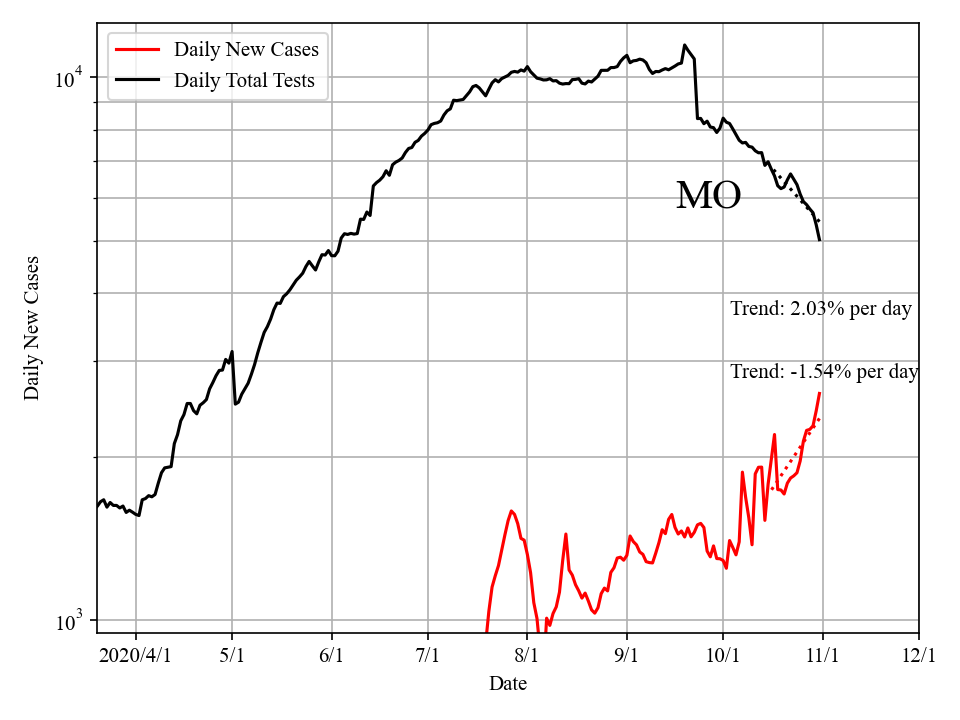 Daily New Cases
Daily Total Tests
10^4
MO
Trend: 2.03% per day
Trend: -1.54% per day
10^3
Daily New Cases
2020/4/1 5/1 6/1 7/1 8/1 9/1 10/1 11/1 12/1
Date